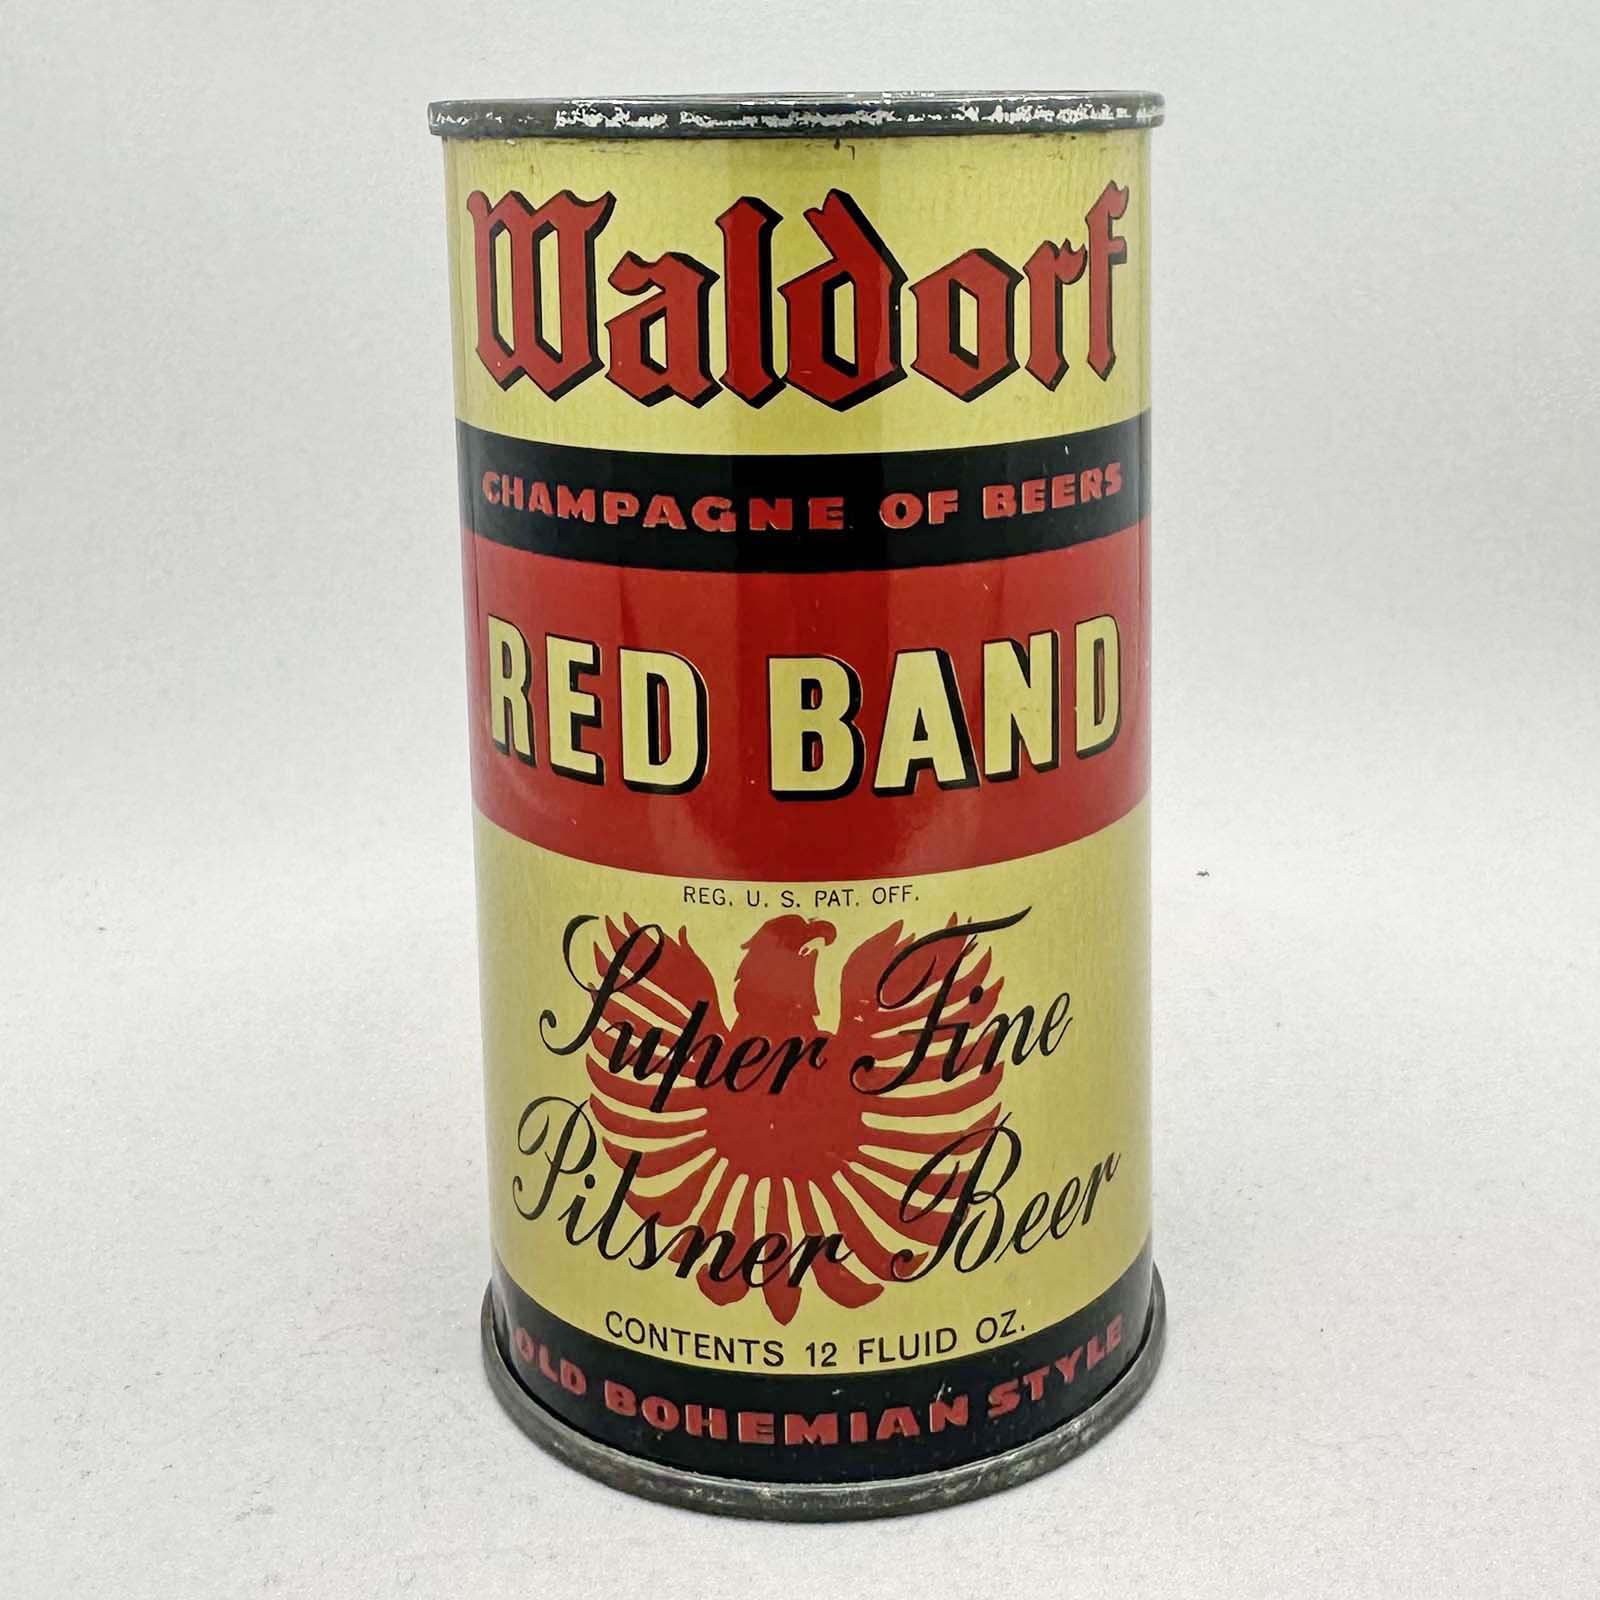 Waldorf
CHAMPAGNE OF BEERS
RED BAND
REG. U. S. PAT. OFF.
Super Fine
Pilsner Beer
CONTENTS 12 FLUID OZ.
OLD BOHEMIAN STYLE